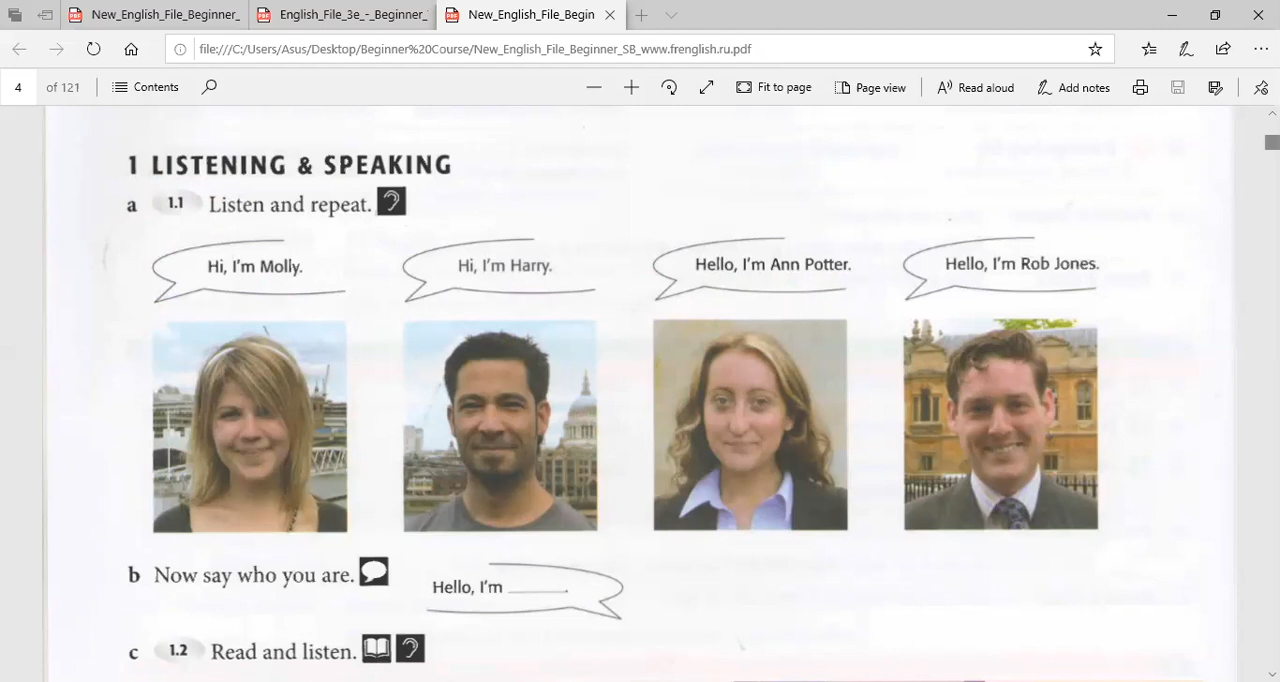 New_English_File_Beginner_
English_File_3e_-_Beginner_
New_English_File_Begin
file:///C:/Users/Asus/Desktop/Beginner%20Course/New_English_File_Beginner_SB_www.frenglish.ru.pdf
4 of 121 Contents Fit to page Page view Read aloud Add notes
1 LISTENING & SPEAKING
a 1.1 Listen and repeat.
Hi, I'm Molly.
Hi, I'm Harry.
Hello, I'm Ann Potter.
Hello, I'm Rob Jones.
b Now say who you are.
Hello, I'm ______.
c 1.2 Read and listen.